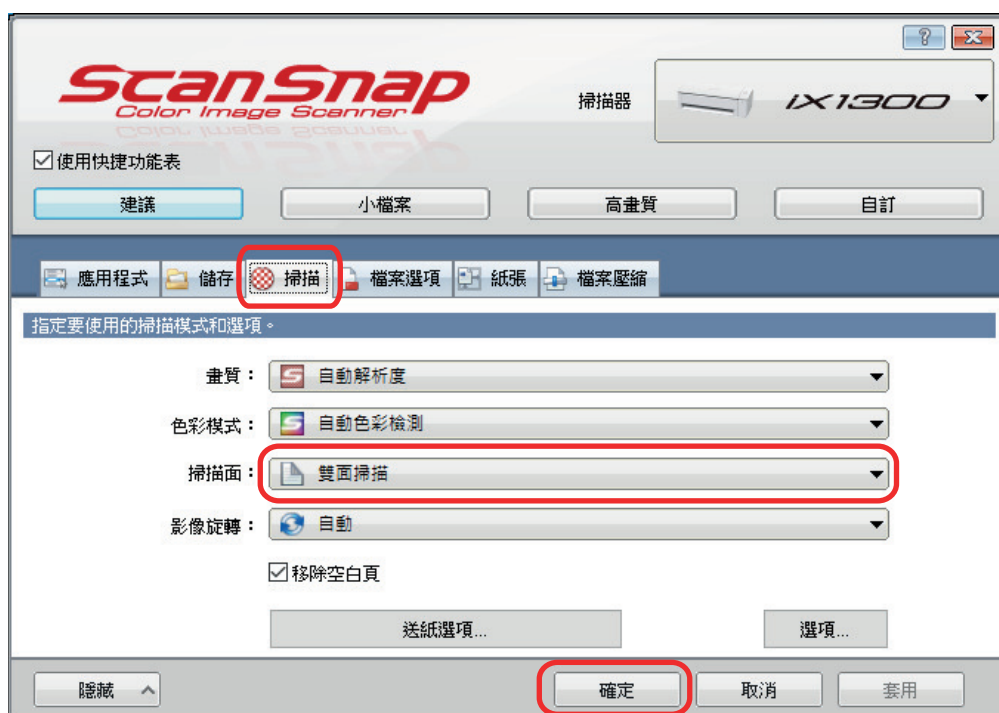 ?
ScanSnap
Color Image Scanner
掃描器
iX1300
使用快捷功能表
建議
小檔案
高畫質
自訂
應用程式
儲存
掃描
檔案選項
紙張
檔案壓縮
指定要使用的掃描模式和選項。
畫質：
自動解析度
色彩模式：
自動色彩檢測
掃描面：
雙面掃描
影像旋轉：
自動
移除空白頁
送紙選項...
選項...
隱藏
確定
取消
套用